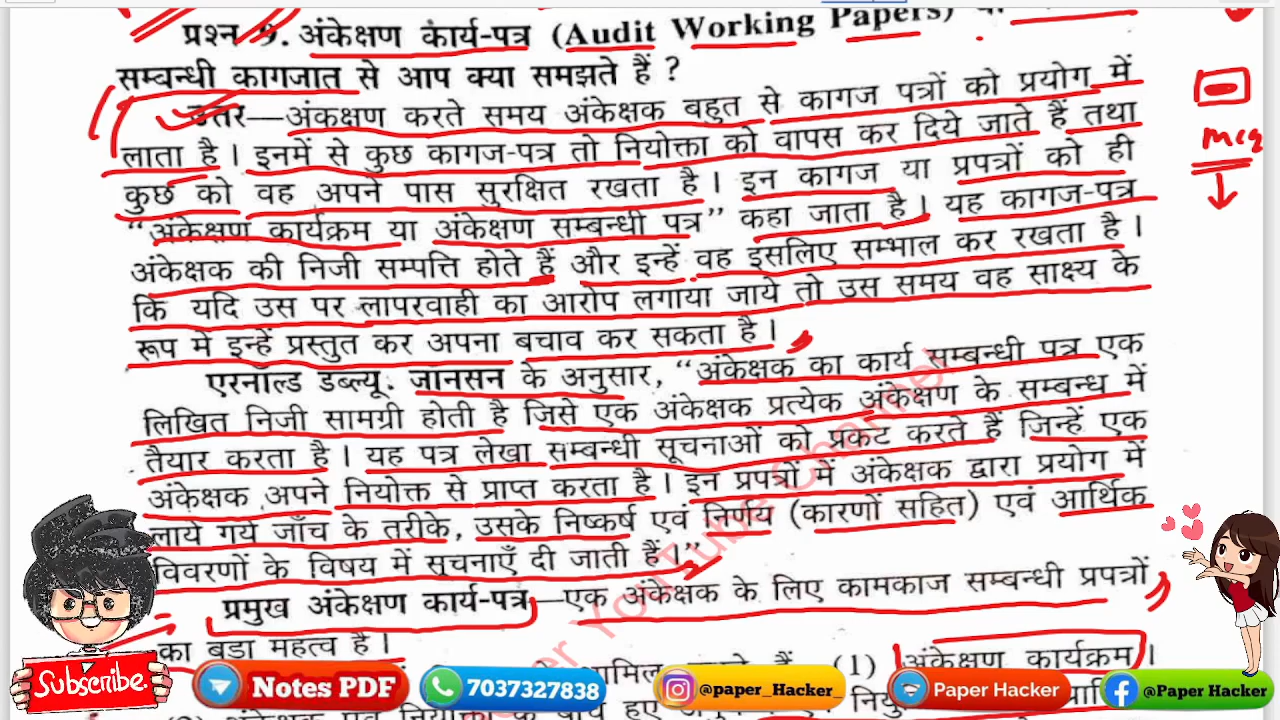 प्रश्न 9. अंकेक्षण कार्य-पत्र (Audit Working Papers)
सम्बन्धी कागजात से आप क्या समझते हैं ?
उत्तर—अंकक्षण करते समय अंकेक्षक बहुत से कागज पत्रों को प्रयोग में
लाता है। इनमें से कुछ कागज-पत्र तो नियोक्ता को वापस कर दिये जाते हैं तथा
कुछ को वह अपने पास सुरक्षित रखता है। इन कागज या प्रपत्रों को ही
“अंकेक्षण कार्यक्रम या अंकेक्षण सम्बन्धी पत्र” कहा जाता है। यह कागज-पत्र
अंकेक्षक की निजी सम्पत्ति होते हैं और इन्हें वह इसलिए सम्भाल कर रखता है।
कि यदि उस पर लापरवाही का आरोप लगाया जाये तो उस समय वह साक्ष्य के
रूप मे इन्हें प्रस्तुत कर अपना बचाव कर सकता है।
एरनॉल्ड डब्ल्यू. जानसन के अनुसार, “अंकेक्षक का कार्य सम्बन्धी पत्र एक
लिखित निजी सामग्री होती है जिसे एक अंकेक्षक प्रत्येक अंकेक्षण के सम्बन्ध में
तैयार करता है। यह पत्र लेखा सम्बन्धी सूचनाओं को प्रकट करते हैं जिन्हें एक
अंकेक्षक अपने नियोक्त से प्राप्त करता है। इन प्रपत्रों में अंकेक्षक द्वारा प्रयोग में
लाये गये जाँच के तरीके, उसके निष्कर्ष एवं निर्णय (कारणों सहित) एवं आर्थिक
विवरणों के विषय में सूचनाएँ दी जाती हैं।”
प्रमुख अंकेक्षण कार्य-पत्र—एक अंकेक्षक के लिए कामकाज सम्बन्धी प्रपत्रों
का बड़ा महत्व है।
(1) अंकेक्षण कार्यक्रम।
mcq
YouTube Channel
Subscribe.
Notes PDF
7037327838
@paper_Hacker_
Paper Hacker
@Paper Hacker